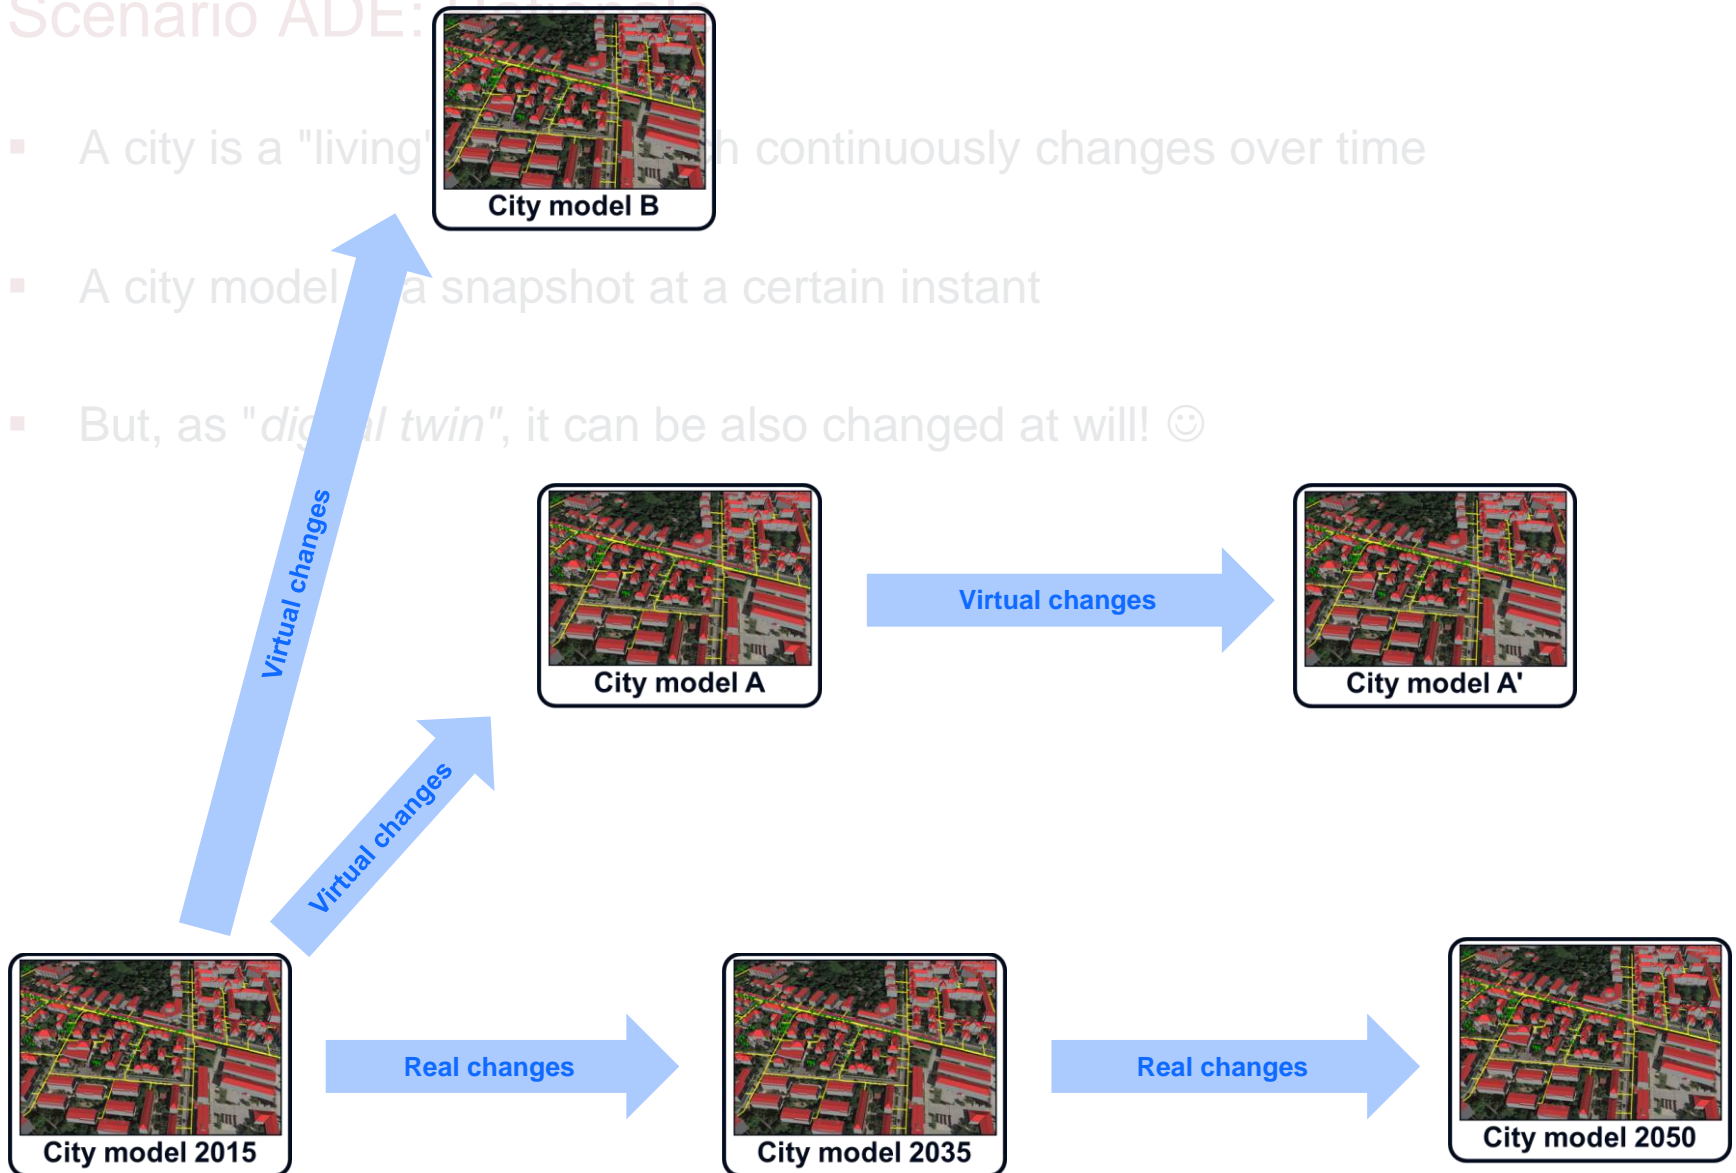 Scenario ADE:
▪ A city is a "living" continuously changes over time
City model B
▪ A city model a snapshot at a certain instant
▪ But, as "digital twin", it can be also changed at will! ☺
Virtual changes
City model A
Virtual changes
City model A'
Virtual changes
City model 2015
Real changes
City model 2035
Real changes
City model 2050